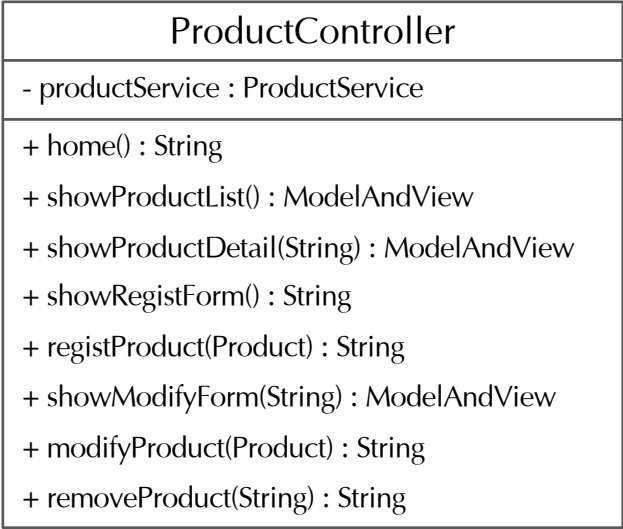 ProductController
- productService : ProductService
+ home() : String
+ showProductList() : ModelAndView
+ showProductDetail(String) : ModelAndView
+ showRegistForm() : String
+ registProduct(Product) : String
+ showModifyForm(String) : ModelAndView
+ modifyProduct(Product) : String
+ removeProduct(String) : String